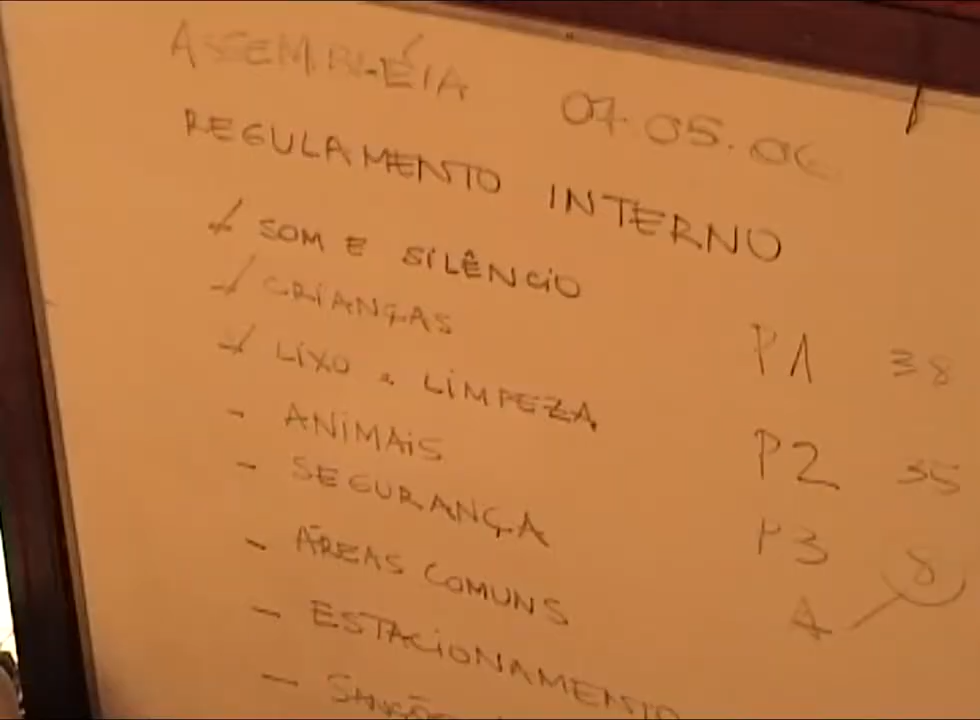 ASSEMBLÉIA 07.05.06
REGULAMENTO INTERNO
✓ SOM E SILÊNCIO
✓ CRIANÇAS
✓ LIXO e LIMPEZA
- ANIMAIS
- SEGURANÇA
- ÁREAS COMUNS
- ESTACIONAMENTO
- SANÇÕES
P1 38
P2 35
P3 8
A